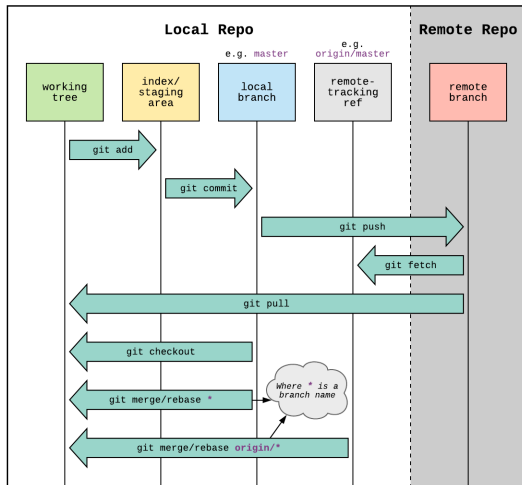 Local Repo
Remote Repo
e.g. master
e.g.
origin/master
working
tree
index/
staging
area
local
branch
remote-
tracking
ref
remote
branch
git add
git commit
git push
git fetch
git pull
git checkout
git merge/rebase *
Where * is a
branch name
git merge/rebase origin/*